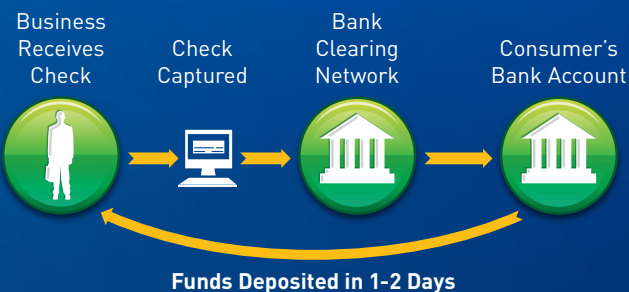 Business
Receives
Check
Check
Captured
Bank
Clearing
Network
Consumer's
Bank Account
Funds Deposited in 1-2 Days